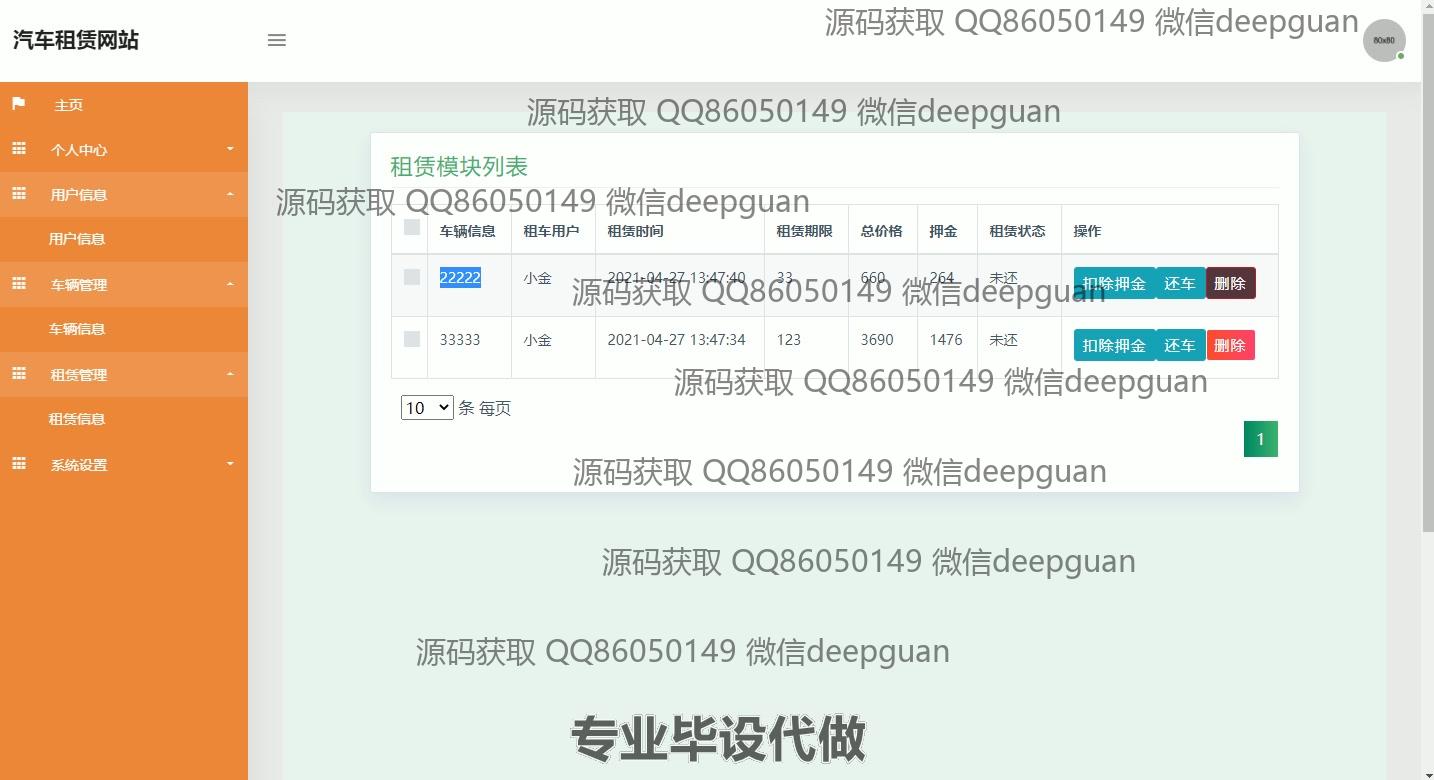 源码获取 QQ86050149 微信deepguan
汽车租赁网站
80x80
主页
源码获取 QQ86050149 微信deepguan
个人中心
租赁模块列表
用户信息
源码获取 QQ86050149 微信deepguan
车辆信息 租车用户 租赁时间 租赁期限 总价格 押金 租赁状态 操作
用户信息
22222 小金 2021-04-27 13:47:40 33 660 264 未还 扣除押金 还车 删除
车辆管理
源码获取 QQ86050149 微信deepguan
车辆信息
33333 小金 2021-04-27 13:47:34 123 3690 1476 未还 扣除押金 还车 删除
租赁管理
源码获取 QQ86050149 微信deepguan
10 条 每页
租赁信息
1
系统设置
源码获取 QQ86050149 微信deepguan
源码获取 QQ86050149 微信deepguan
源码获取 QQ86050149 微信deepguan
专业毕设代做